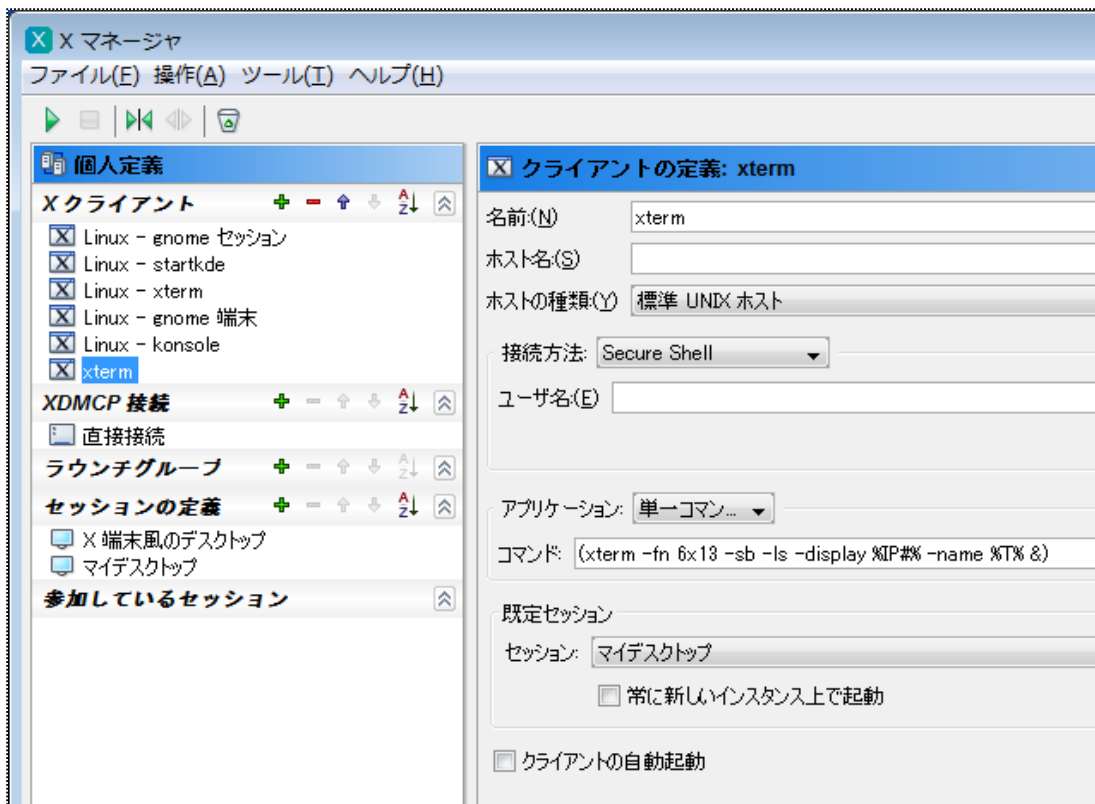 X マネージャ
ファイル(F) 操作(A) ツール(T) ヘルプ(H)
個人定義
X クライアント
Linux - gnome セッション
Linux - startkde
Linux - xterm
Linux - gnome 端末
Linux - konsole
xterm
XDMCP 接続
直接接続
ラウンチグループ
セッションの定義
X 端末風のデスクトップ
マイデスクトップ
参加しているセッション
クライアントの定義: xterm
名前:(N) xterm
ホスト名:(S)
ホストの種類:(Y) 標準 UNIX ホスト
接続方法: Secure Shell
ユーザ名:(E)
アプリケーション: 単一コマン...
コマンド: (xterm -fn 6x13 -sb -ls -display %IP#% -name %T% &)
既定セッション
セッション: マイデスクトップ
常に新しいインスタンス上で起動
クライアントの自動起動